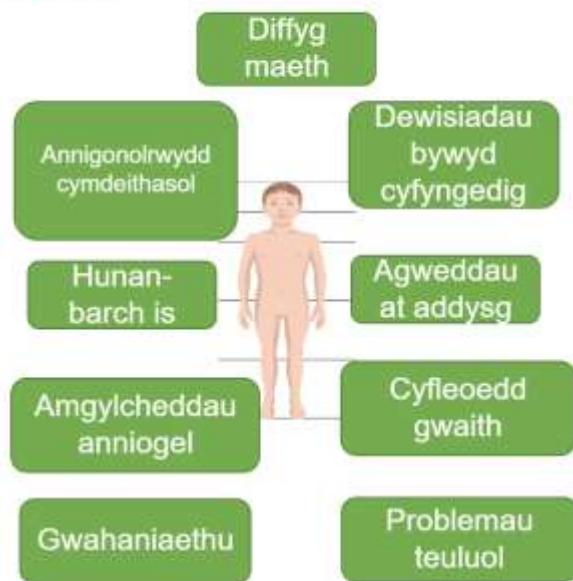 Diffyg
maeth
Annigonolrwydd
cymdeithasol
Dewisiadau
bywyd
cyfyngedig
Hunan-
barch is
Agweddau
at addysg
Amgylcheddau
anniogel
Cyfleoedd
gwaith
Gwahaniaethu
Problemau
teuluol